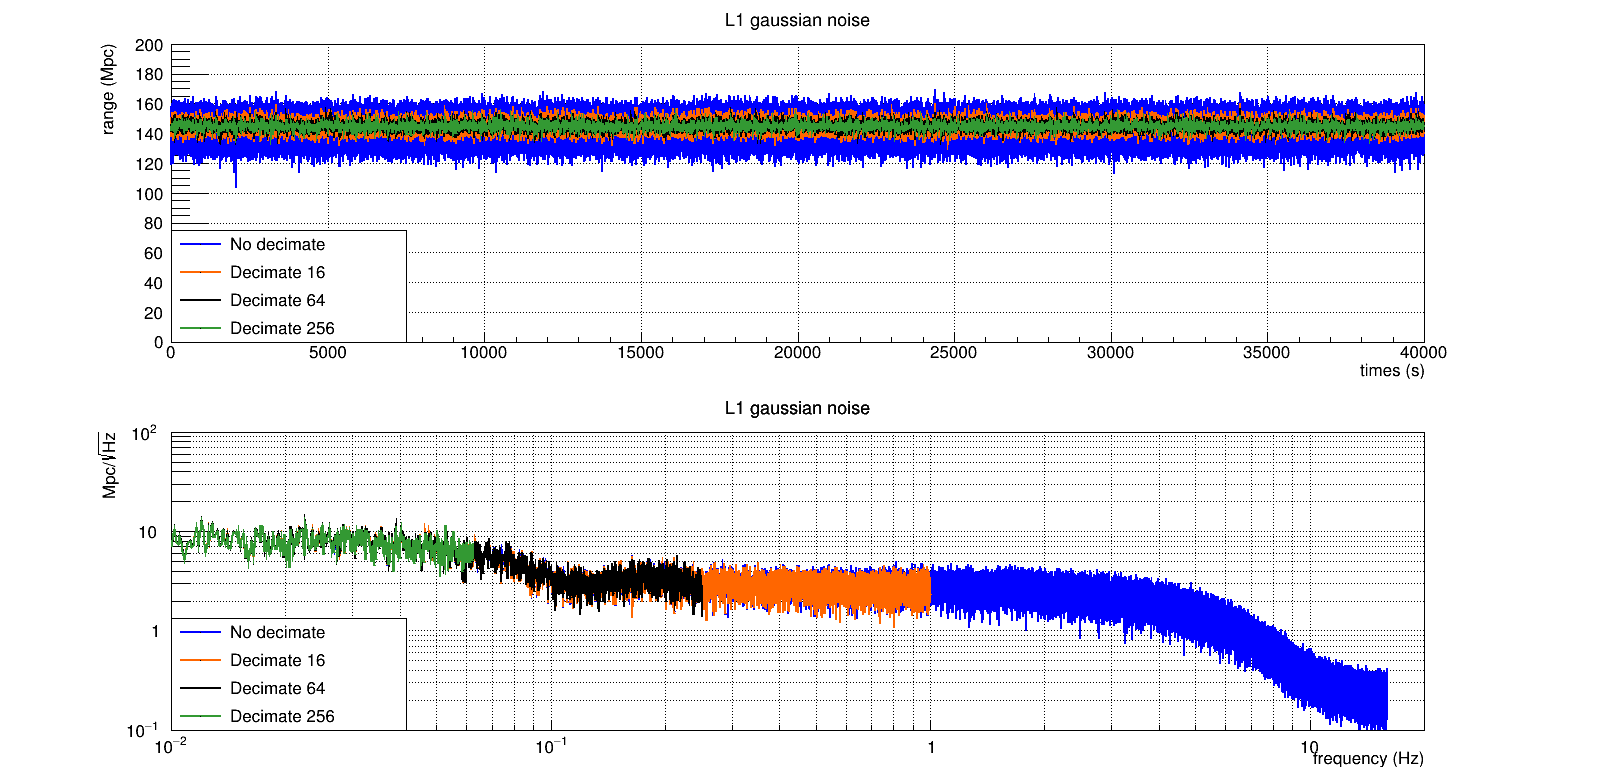 L1 gaussian noise
range (Mpc)
200
180
160
140
120
100
80
60
40
20
0
No decimate
Decimate 16
Decimate 64
Decimate 256
0 5000 10000 15000 20000 25000 30000 35000 40000
times (s)
L1 gaussian noise
Mpc/√Hz
10²
10
1
10⁻¹
No decimate
Decimate 16
Decimate 64
Decimate 256
10⁻² 10⁻¹ 1 10
frequency (Hz)